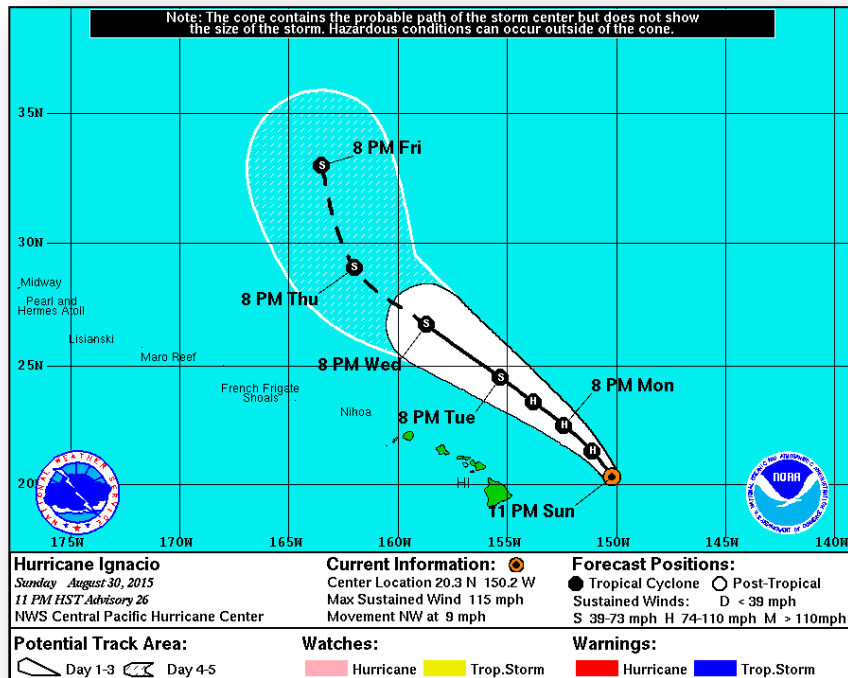 Note: The cone contains the probable path of the storm center but does not show
the size of the storm. Hazardous conditions can occur outside of the cone.
35N
8 PM Fri
30N
Midway
8 PM Thu
Pearl and
Hermes Atoll
Lisianski
Maro Reef
25N
8 PM Wed
8 PM Mon
French Frigate
Shoals
Nihoa
8 PM Tue
S
S
S
S
H
H
H
HI
20N
11 PM Sun
NATIONAL WEATHER SERVICE
NOAA
175W 170W 165W 160W 155W 150W 145W 140W
Hurricane Ignacio
Sunday August 30, 2015
11 PM HST Advisory 26
NWS Central Pacific Hurricane Center
Current Information:
Center Location 20.3 N 150.2 W
Max Sustained Wind 115 mph
Movement NW at 9 mph
Forecast Positions:
Tropical Cyclone Post-Tropical
Sustained Winds: D < 39 mph
S 39-73 mph H 74-110 mph M > 110mph
Potential Track Area:
Day 1-3 Day 4-5
Watches:
Hurricane Trop.Storm
Warnings:
Hurricane Trop.Storm